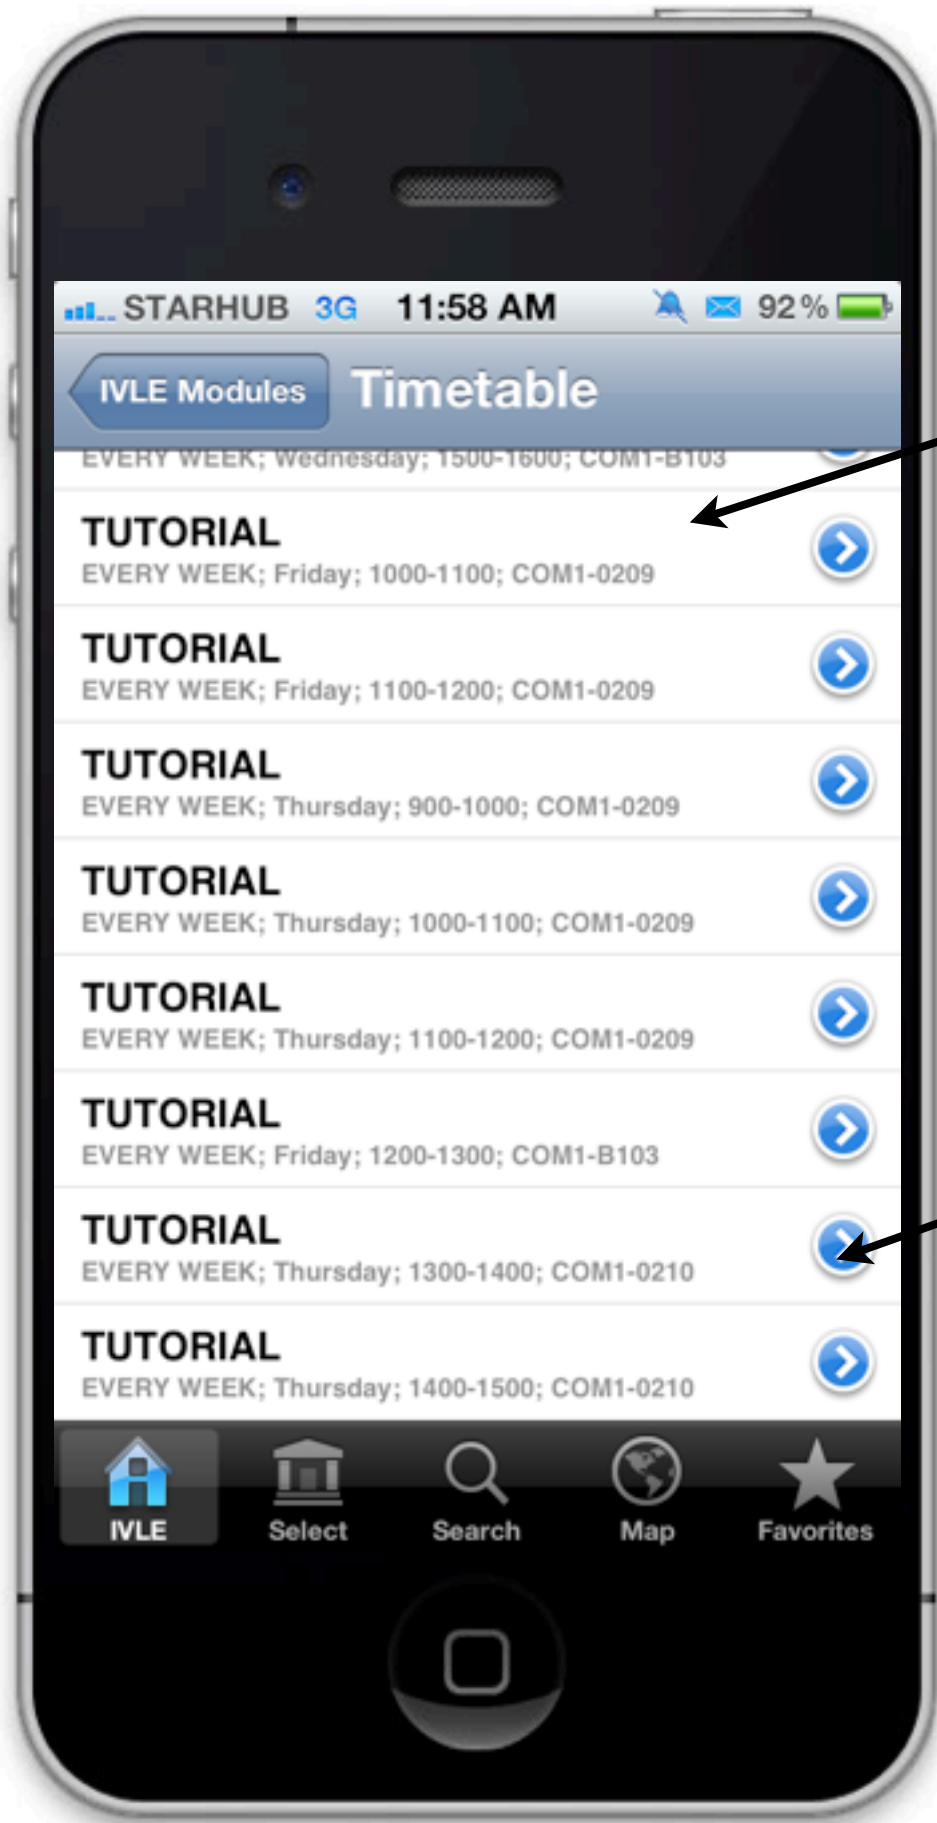 STARHUB 3G 11:58 AM 92%
IVLE Modules Timetable
EVERY WEEK; Wednesday; 1500-1600; COM1-B103
TUTORIAL
EVERY WEEK; Friday; 1000-1100; COM1-0209
TUTORIAL
EVERY WEEK; Friday; 1100-1200; COM1-0209
TUTORIAL
EVERY WEEK; Thursday; 900-1000; COM1-0209
TUTORIAL
EVERY WEEK; Thursday; 1000-1100; COM1-0209
TUTORIAL
EVERY WEEK; Thursday; 1100-1200; COM1-0209
TUTORIAL
EVERY WEEK; Friday; 1200-1300; COM1-B103
TUTORIAL
EVERY WEEK; Thursday; 1300-1400; COM1-0210
TUTORIAL
EVERY WEEK; Thursday; 1400-1500; COM1-0210
IVLE Select Search Map Favorites